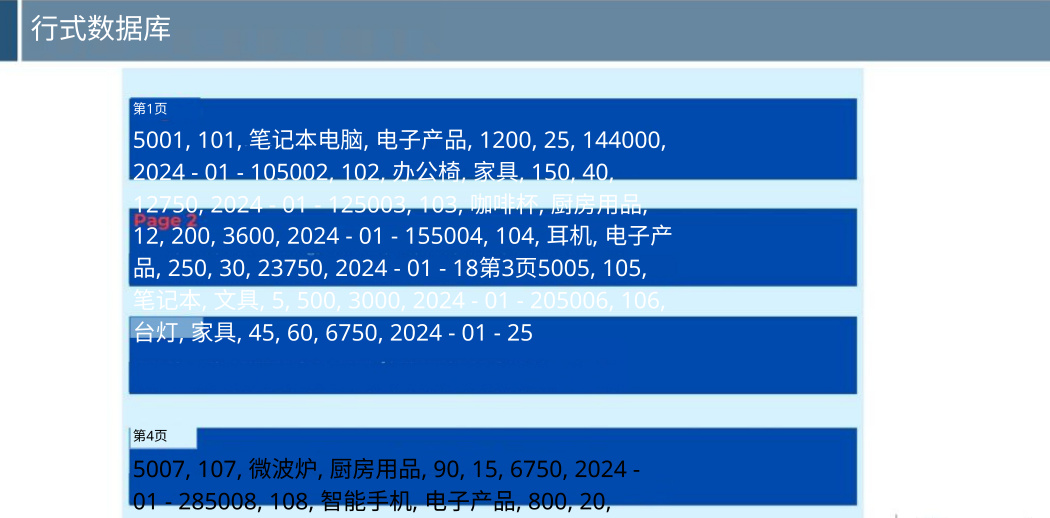 行式数据库
第1页
5001, 101, 笔记本电脑, 电子产品, 1200, 25, 144000,
2024 - 01 - 105002, 102, 办公椅, 家具, 150, 40,
12750, 2024 - 01 - 125003, 103, 咖啡杯, 厨房用品,
Page 2
12, 200, 3600, 2024 - 01 - 155004, 104, 耳机, 电子产
品, 250, 30, 23750, 2024 - 01 - 18第3页5005, 105,
笔记本, 文具, 5, 500, 3000, 2024 - 01 - 205006, 106,
台灯, 家具, 45, 60, 6750, 2024 - 01 - 25
第4页
5007, 107, 微波炉, 厨房用品, 90, 15, 6750, 2024 -
01 - 285008, 108, 智能手机, 电子产品, 800, 20,